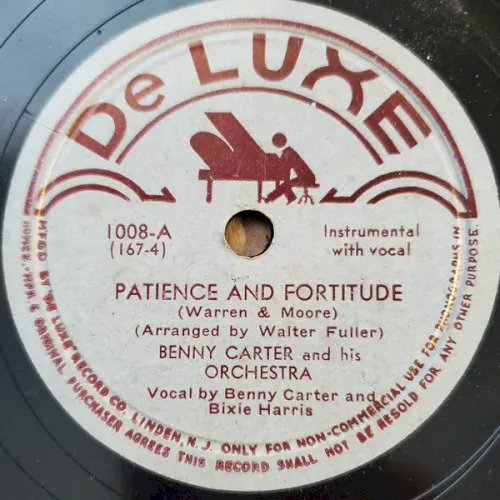 De LUXE
1008-A
(167-4)
Instrumental
with vocal
PATIENCE AND FORTITUDE
(Warren & Moore)
(Arranged by Walter Fuller)
BENNY CARTER and his
ORCHESTRA
Vocal by Benny Carter and
Bixie Harris
MFGD BY "DE LUXE" RECORD CO. LINDEN, N.J. ONLY FOR NON-COMMERCIAL USE FOR PHONOGRAPHS IN
ORIGINAL PURCHASER AGREES THIS RECORD SHALL NOT BE RESOLD FOR ANY OTHER PURPOSE.